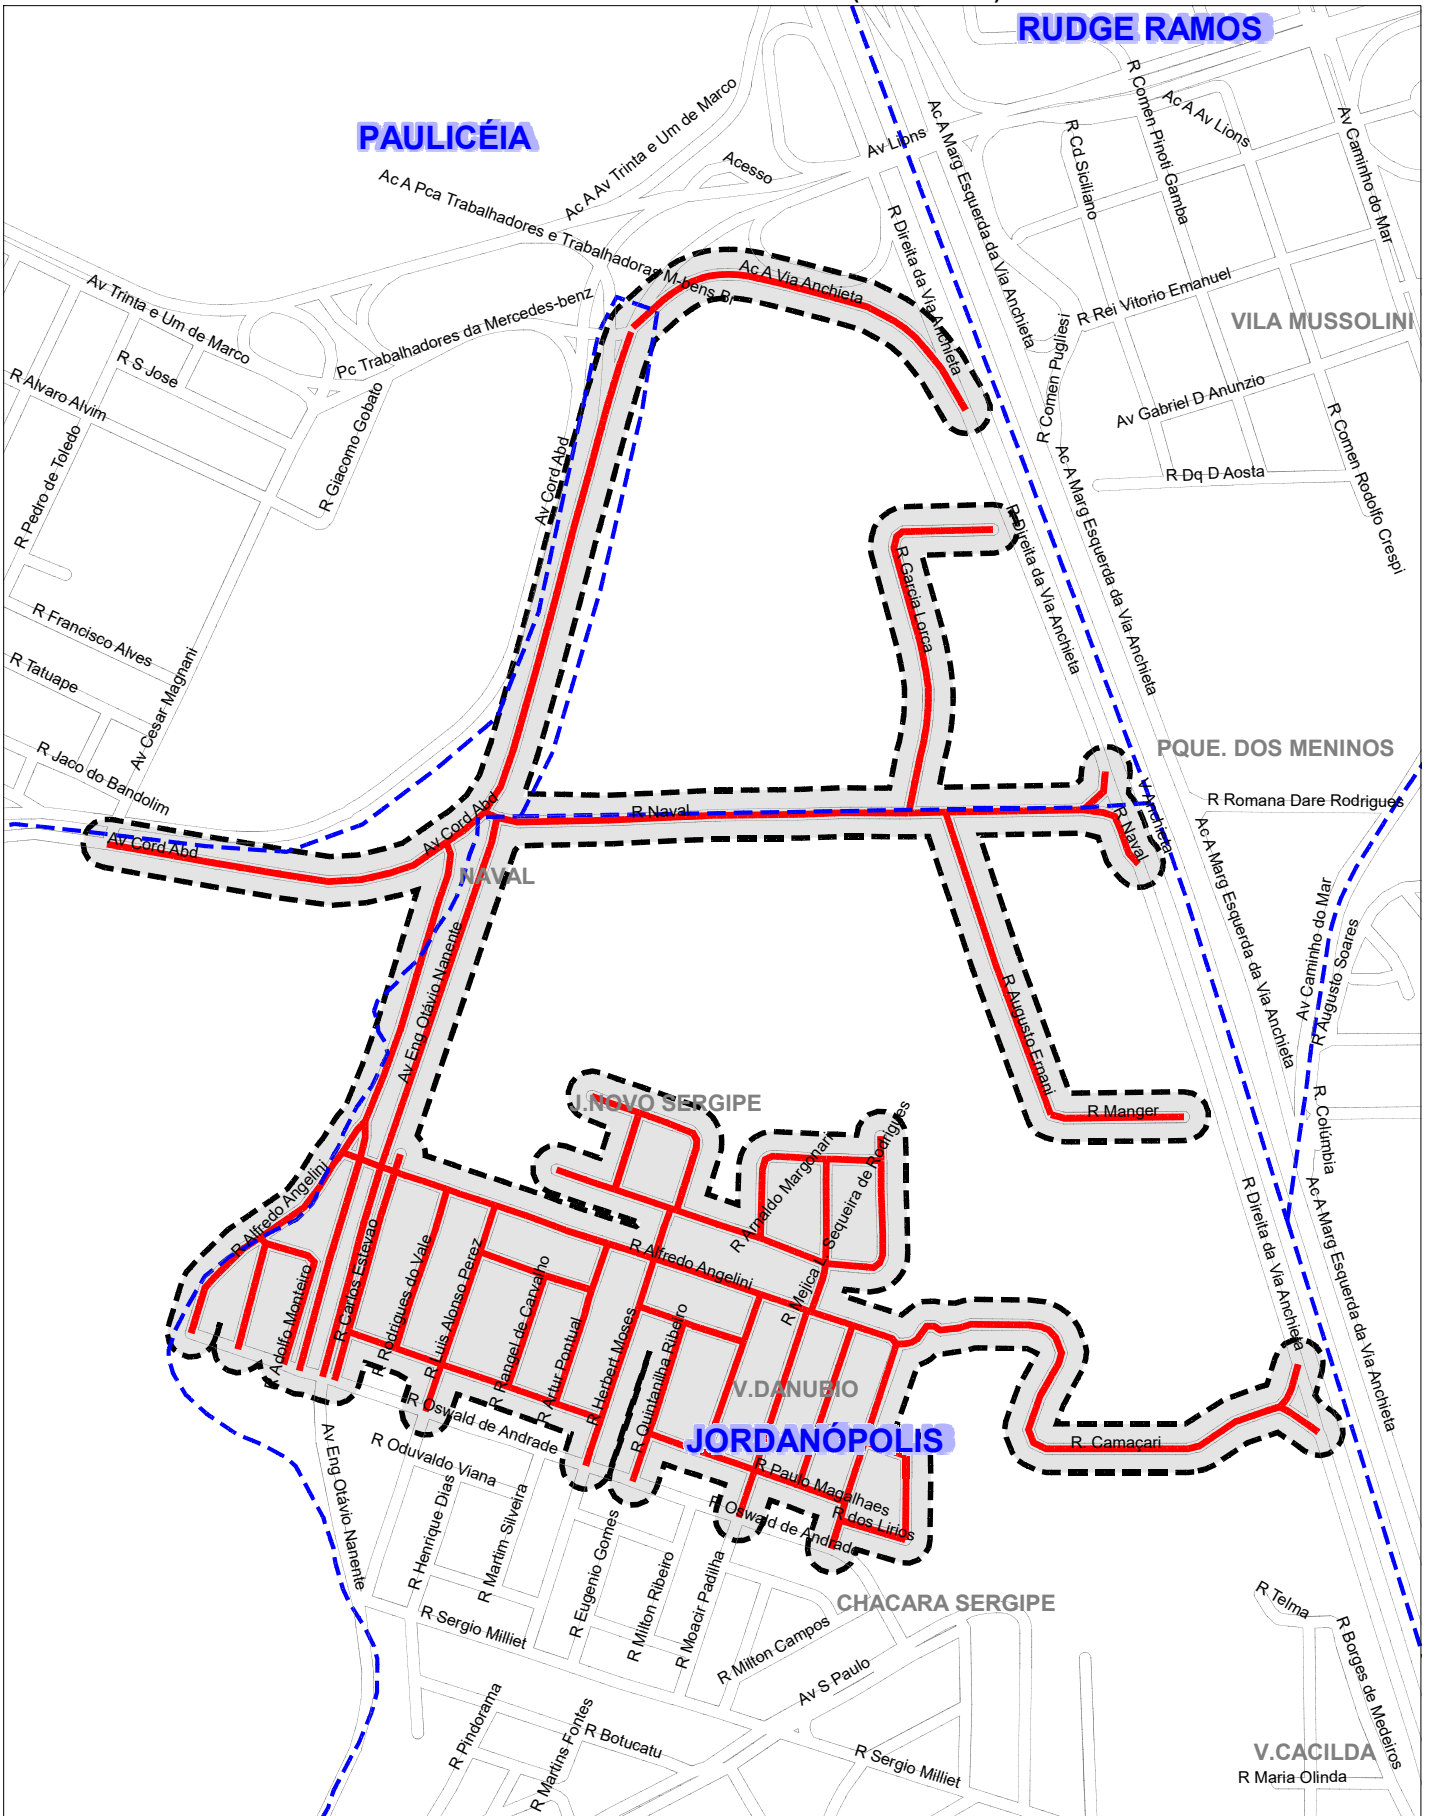 RUDGE RAMOS
PAULICÉIA
Ac A Av Trinta e Um de Marco
Acesso
Av Lions
Ac A Marg Esquerda da Via Anchieta
R Comen Pinoti Gamba
Ac A Av Lions
R Cd Siciliano
Av Caminho do Mar
Ac A Pca Trabalhadores e Trabalhadoras M-bens Br
R Direita da Via Anchieta
Ac A Via Anchieta
Av Trinta e Um de Marco
Pc Trabalhadores da Mercedes-benz
R Rei Vitorio Emanuel
VILA MUSSOLINI
R S Jose
R Alvaro Alvim
R Comen Pugliesi
Av Gabriel D Anunzio
R Giacomo Gobato
R Pedro de Toledo
Av Cord Abd
R Comen Rodolfo Crespi
R Dq D Aosta
Ac A Marg Esquerda da Via Anchieta
R Direita da Via Anchieta
R Garcia Lorca
R Francisco Alves
R Tatuape
Av Cesar Magnani
R Jaco do Bandolim
PQUE. DOS MENINOS
R Romana Dare Rodrigues
V Anchieta
R Naval
R Naval
Av Cord Abd
Av Cord Abd
NAVAL
Ac A Marg Esquerda da Via Anchieta
Av Caminho do Mar
R Augusto Soares
Av Eng Otávio Nanente
R Augusto Ernani
R Manger
J.NOVO SERGIPE
R Columbia
R Arnaldo Margonari
R Mejica L Sequeira de Rodrigues
R Alfredo Angelini
R Alfredo Angelini
R Direita da Via Anchieta
Ac A Marg Esquerda da Via Anchieta
R Adolfo Monteiro
R Carlos Estevao
R Rodrigues do Vale
R Luis Alonso Perez
R Rangel de Carvalho
R Artur Pontual
R Herbert Moses
R Quintanilha Ribeiro
V.DANUBIO
JORDANÓPOLIS
R. Camaçari
R Oswald de Andrade
R Oduvaldo Viana
R Paulo Magalhaes
R dos Lirios
R Oswald de Andrade
Av Eng Otávio Nanente
R Henrique Dias
R Martim Silveira
R Eugenio Gomes
R Milton Ribeiro
R Moacir Padilha
CHACARA SERGIPE
R Telma
R Sergio Milliet
R Milton Campos
Av S Paulo
R Borges de Medeiros
R Pindorama
R Martins Fontes
R Botucatu
R Sergio Milliet
V.CACILDA
R Maria Olinda